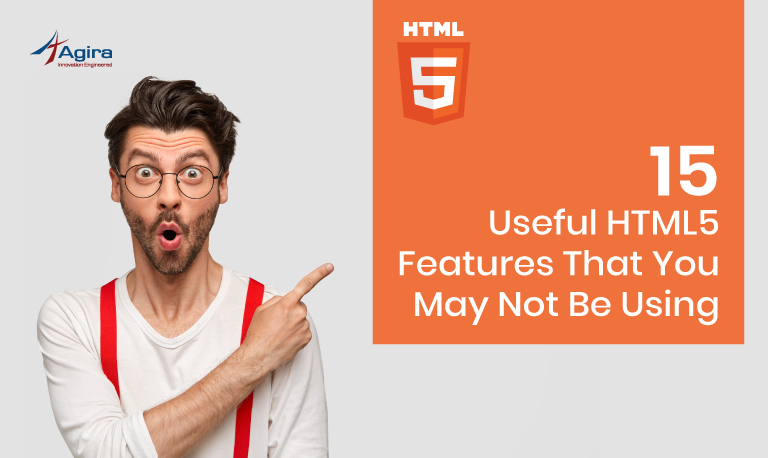 Agira
Innovation Engineered
HTML
5
15
Useful HTML5
Features That You
May Not Be Using